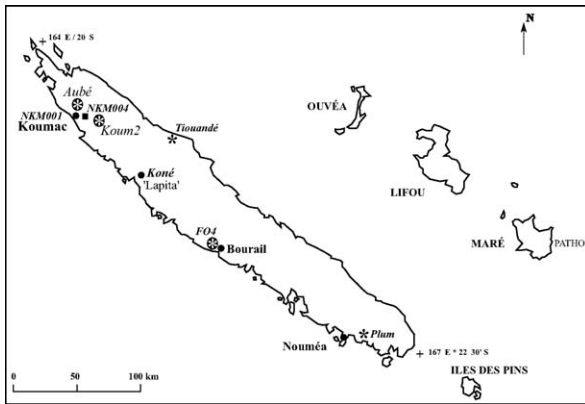 164 E / 20 S
N
Aubé
OUVÉA
NKM001
NKM004
Koumac
Koum2
Tiouandé
LIFOU
Koné
'Lapita'
MARÉ
PATHO
FO4
Bourail
Nouméa
Plum
167 E * 22 30' S
ILES DES PINS
0 50 100 km